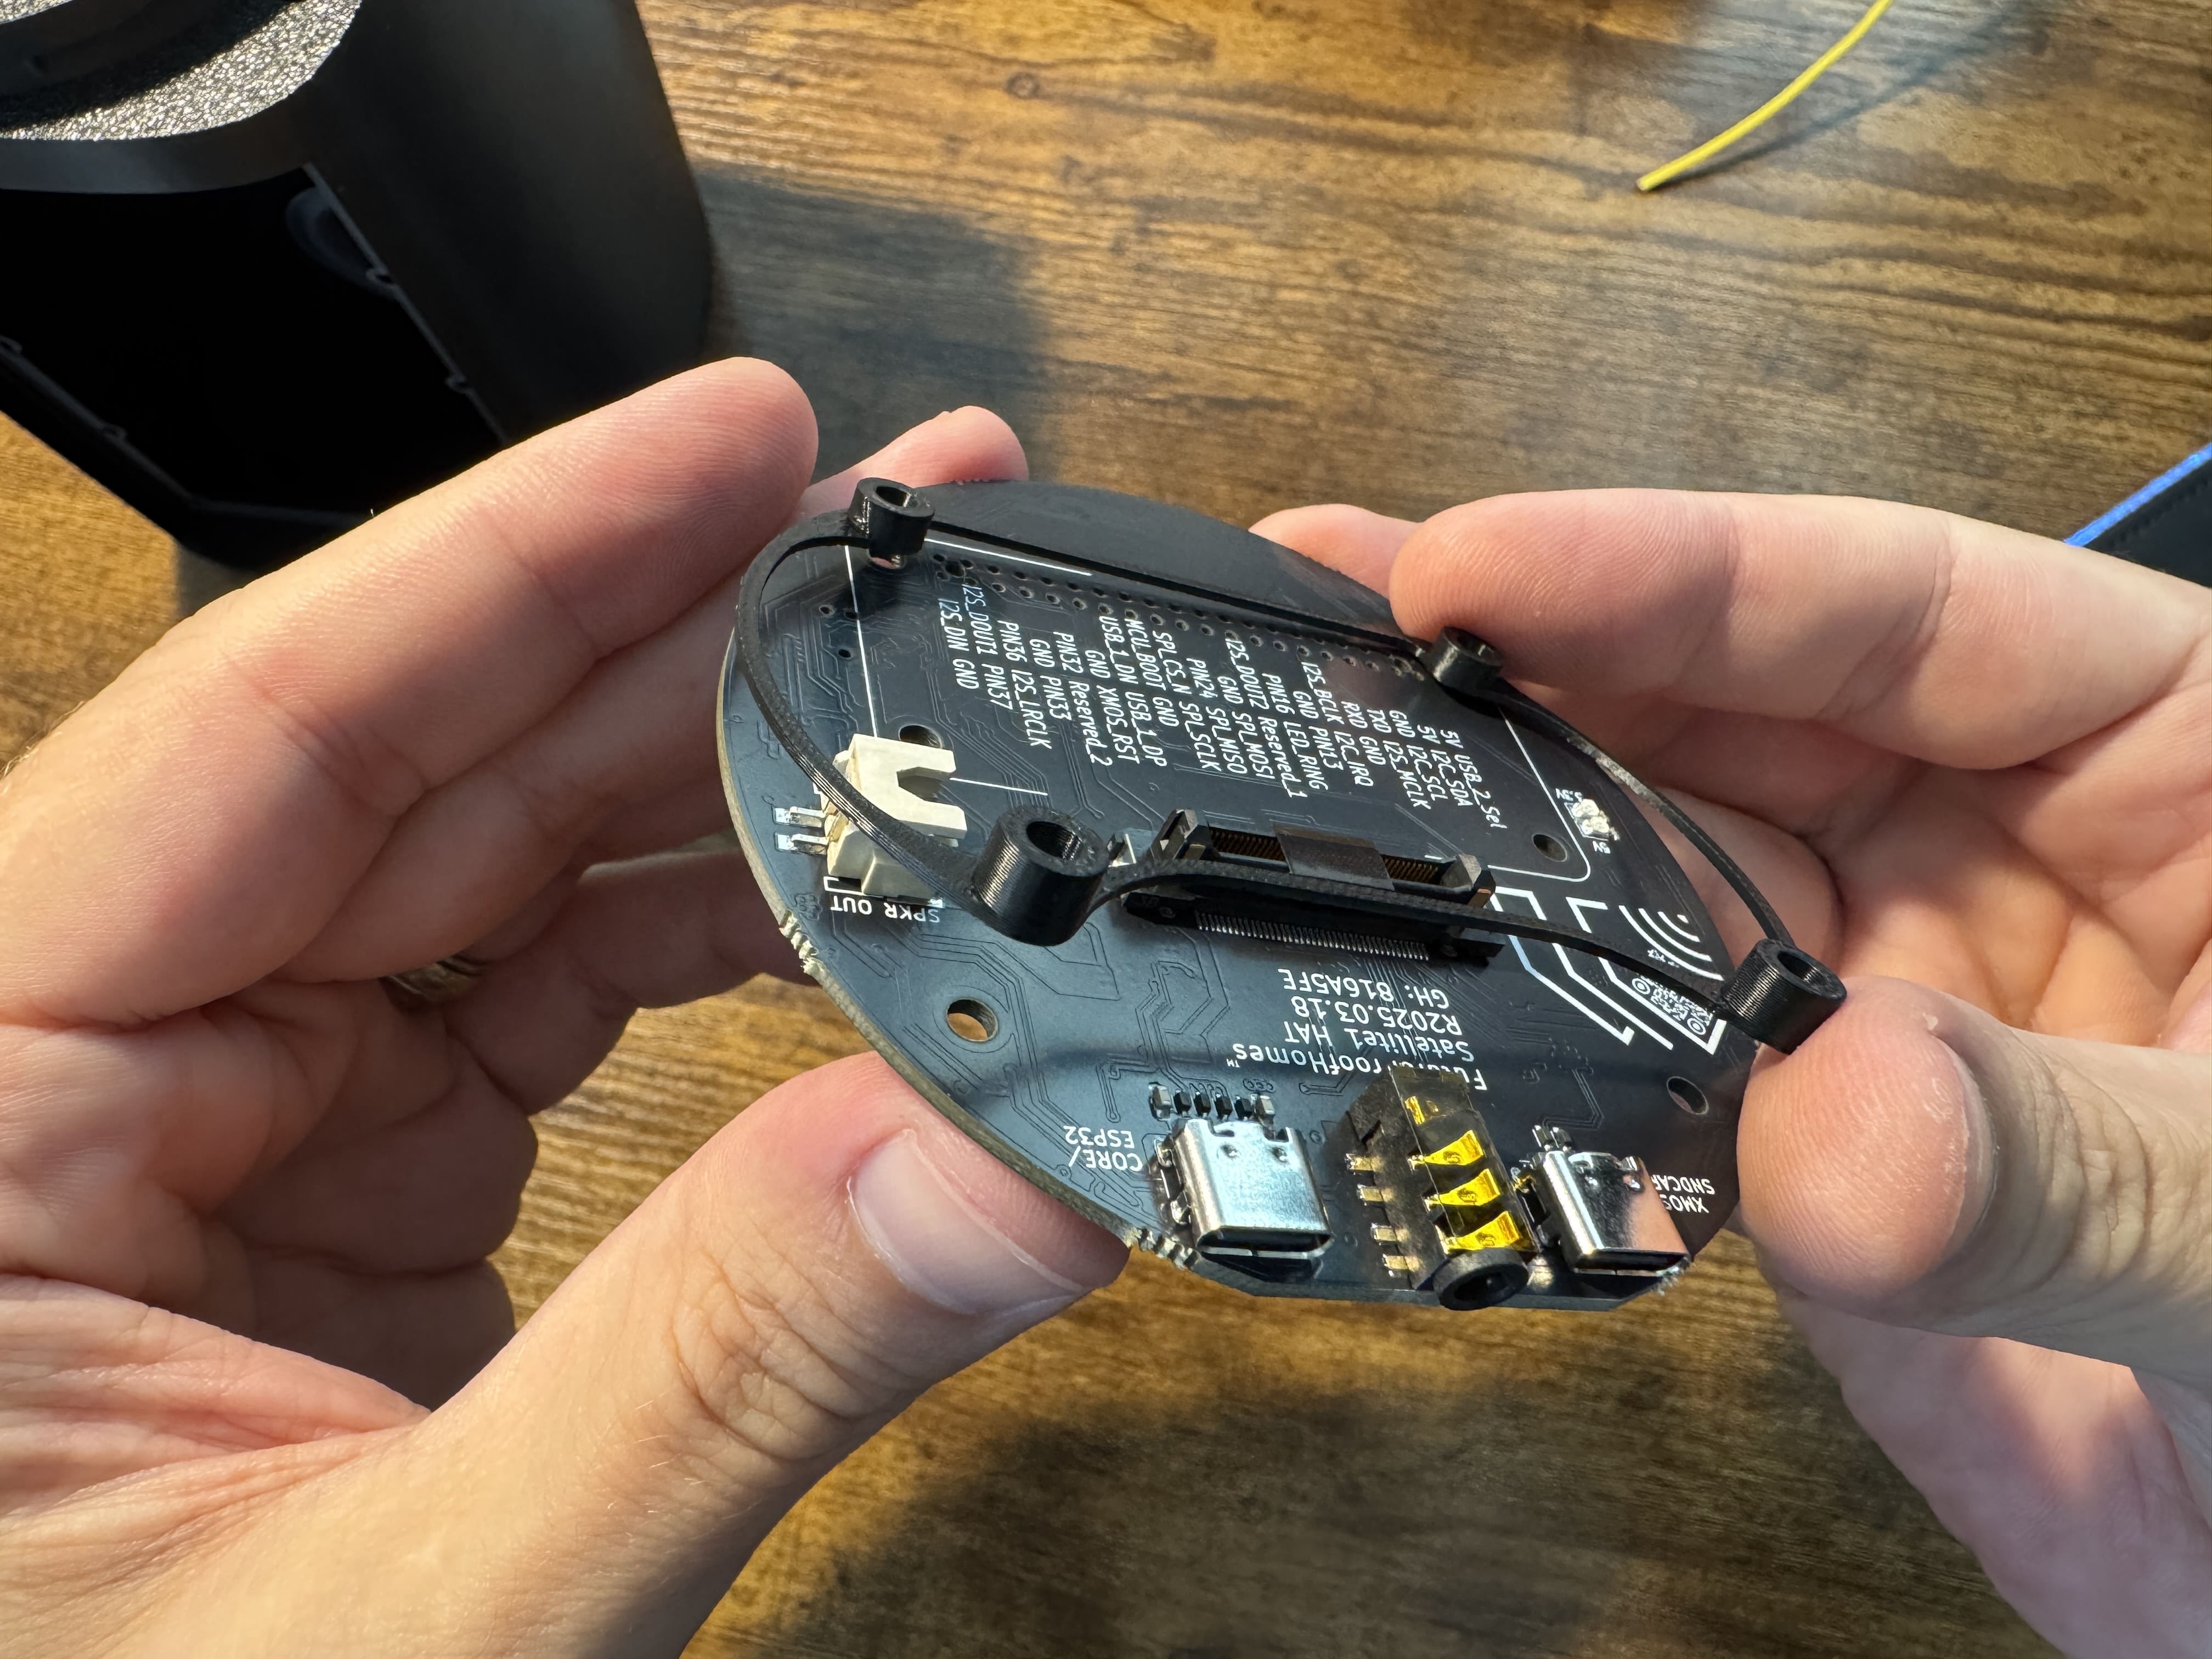 5V USB_2_Sel
5V I2C_SDA
GND I2C_SCL
TXD I2S_MCLK
RXD GND
I2S_BCLK I2C_IRQ
GND PIN13
PIN16 LED_RING
I2S_DOUT2 Reserved_1
GND SPI_MOSI
PIN24 SPI_MISO
SPI_CS_N SPI_SCLK
MCU_BOOT GND
USB_1_DN USB_1_DP
GND XMOS_RST
PIN32 Reserved_2
GND PIN33
PIN36 I2S_LRCLK
I2S_DOUT1 PIN37
I2S_DIN GND
5V
SPKR OUT
FutureProofHomes™
Satellite1 HAT
R2025.03.18
GH: 816A5FE
CORE/
ESP32